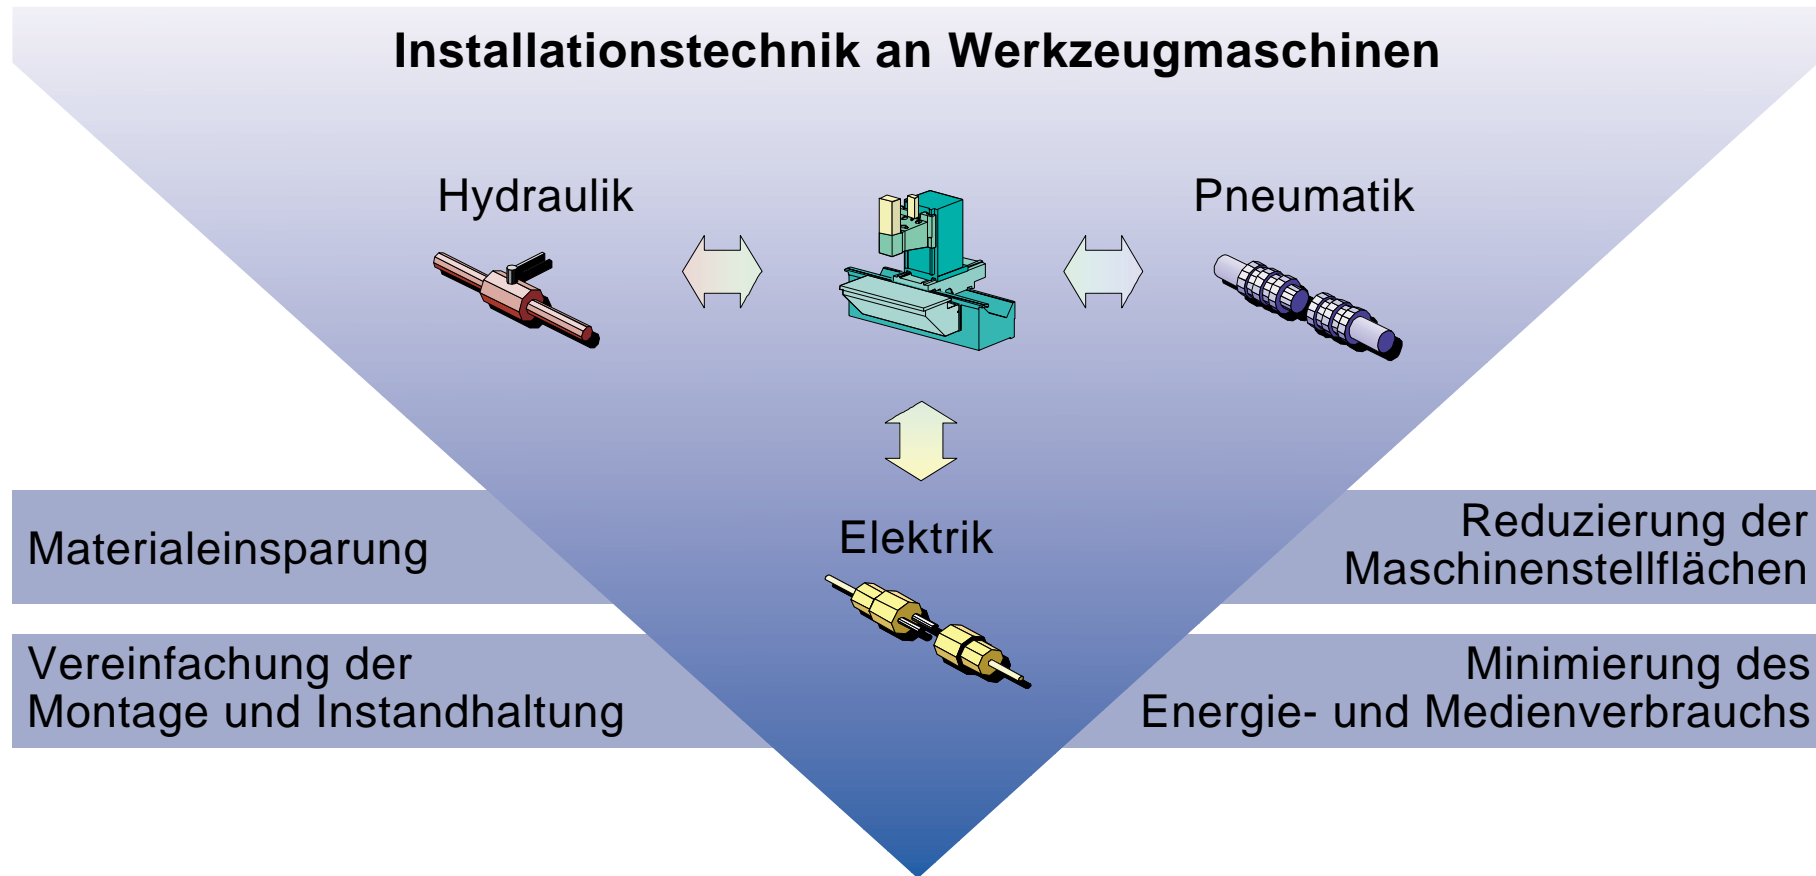 Installationstechnik an Werkzeugmaschinen
Hydraulik
Pneumatik
Elektrik
Materialeinsparung
Reduzierung der
Maschinenstellflächen
Vereinfachung der
Montage und Instandhaltung
Minimierung des
Energie- und Medienverbrauchs